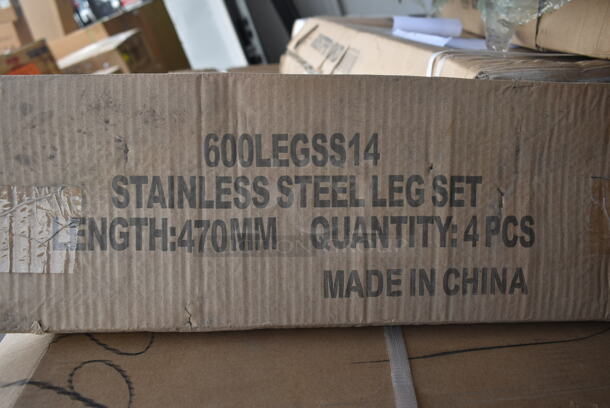 600LEGSS14
STAINLESS STEEL LEG SET
LENGTH:470MM QUANTITY: 4 PCS
MADE IN CHINA